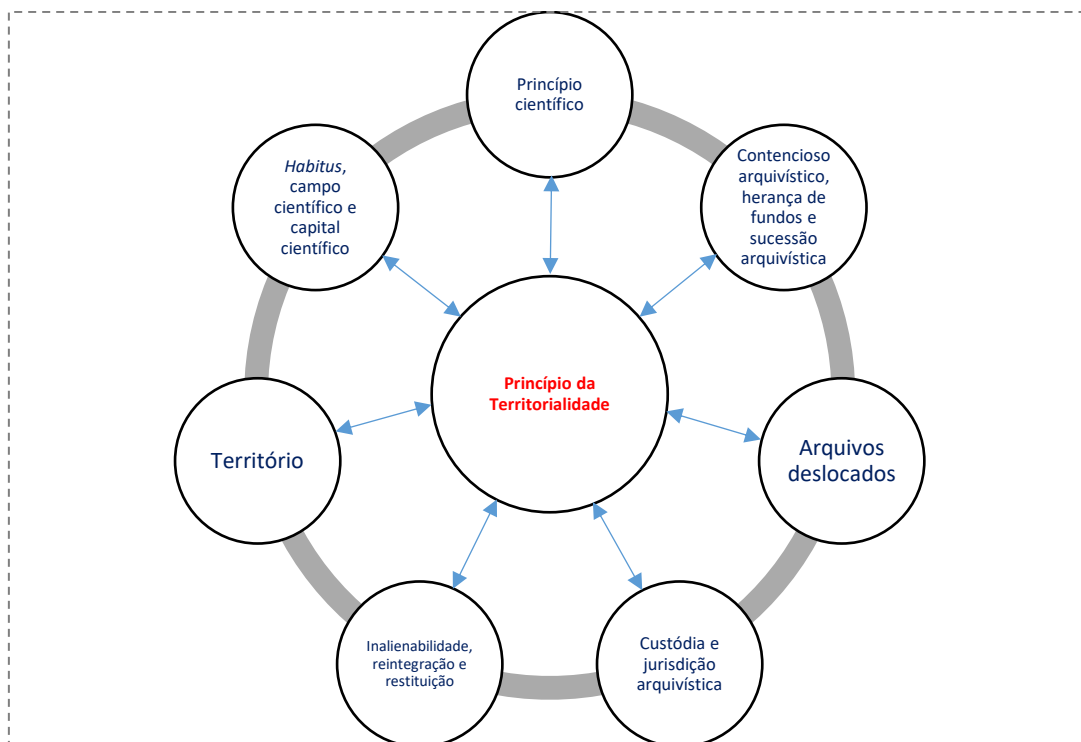 Princípio
científico
Contencioso
arquivístico,
herança de
fundos e
sucessão
arquivística
Habitus,
campo
científico e
capital
científico
Princípio da
Territorialidade
Arquivos
deslocados
Território
Custódia e
jurisdição
arquivística
Inalienabilidade,
reintegração e
restituição